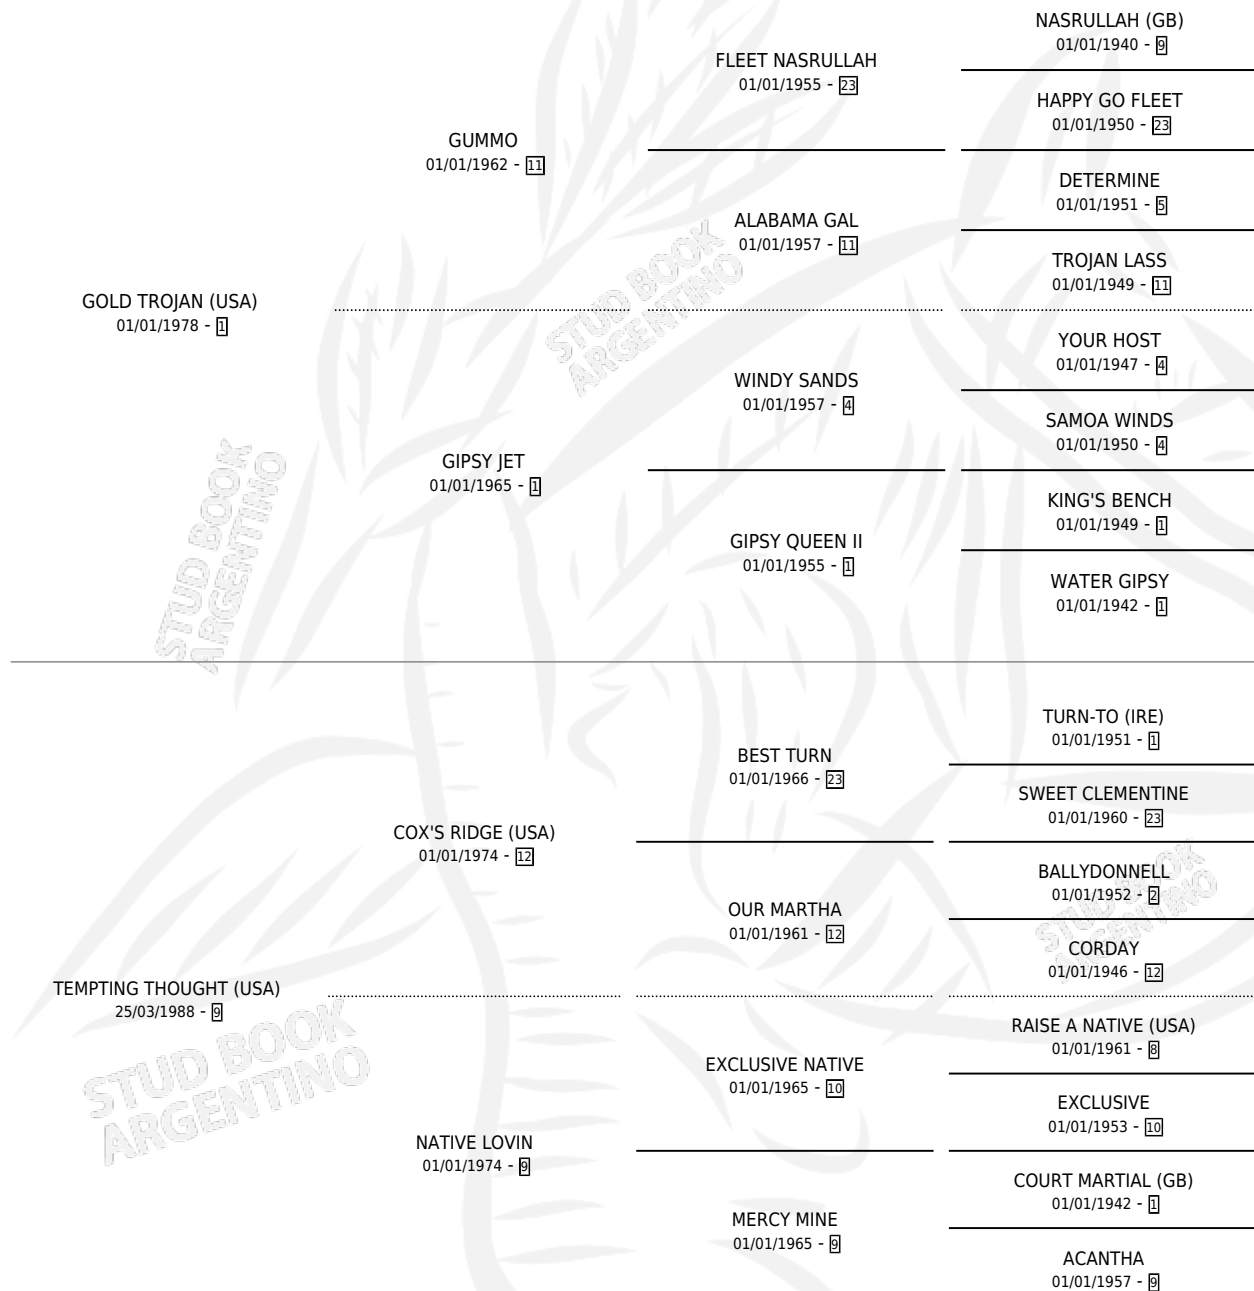 NASRULLAH (GB)
01/01/1940 - 9
FLEET NASRULLAH
01/01/1955 - 23
HAPPY GO FLEET
01/01/1950 - 23
GUMMO
01/01/1962 - 11
DETERMINE
01/01/1951 - 5
ALABAMA GAL
01/01/1957 - 11
TROJAN LASS
01/01/1949 - 11
GOLD TROJAN (USA)
01/01/1978 - 1
YOUR HOST
01/01/1947 - 4
WINDY SANDS
01/01/1957 - 4
SAMOA WINDS
01/01/1950 - 4
GIPSY JET
01/01/1965 - 1
KING'S BENCH
01/01/1949 - 1
GIPSY QUEEN II
01/01/1955 - 1
WATER GIPSY
01/01/1942 - 1
TURN-TO (IRE)
01/01/1951 - 1
BEST TURN
01/01/1966 - 23
SWEET CLEMENTINE
01/01/1960 - 23
COX'S RIDGE (USA)
01/01/1974 - 12
BALLYDONNELL
01/01/1952 - 2
OUR MARTHA
01/01/1961 - 12
CORDAY
01/01/1946 - 12
TEMPTING THOUGHT (USA)
25/03/1988 - 9
RAISE A NATIVE (USA)
01/01/1961 - 8
EXCLUSIVE NATIVE
01/01/1965 - 10
EXCLUSIVE
01/01/1953 - 10
NATIVE LOVIN
01/01/1974 - 9
COURT MARTIAL (GB)
01/01/1942 - 1
MERCY MINE
01/01/1965 - 9
ACANTHA
01/01/1957 - 9
STUD BOOK
ARGENTINO
STUD BOOK
ARGENTINO
STUD BOOK
ARGENTINO
STUD BOOK
ARGENTINO